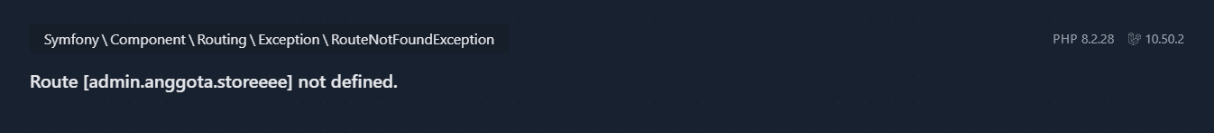 Symfony \ Component \ Routing \ Exception \ RouteNotFoundException
PHP 8.2.28 10.50.2
Route [admin.anggota.storeeee] not defined.